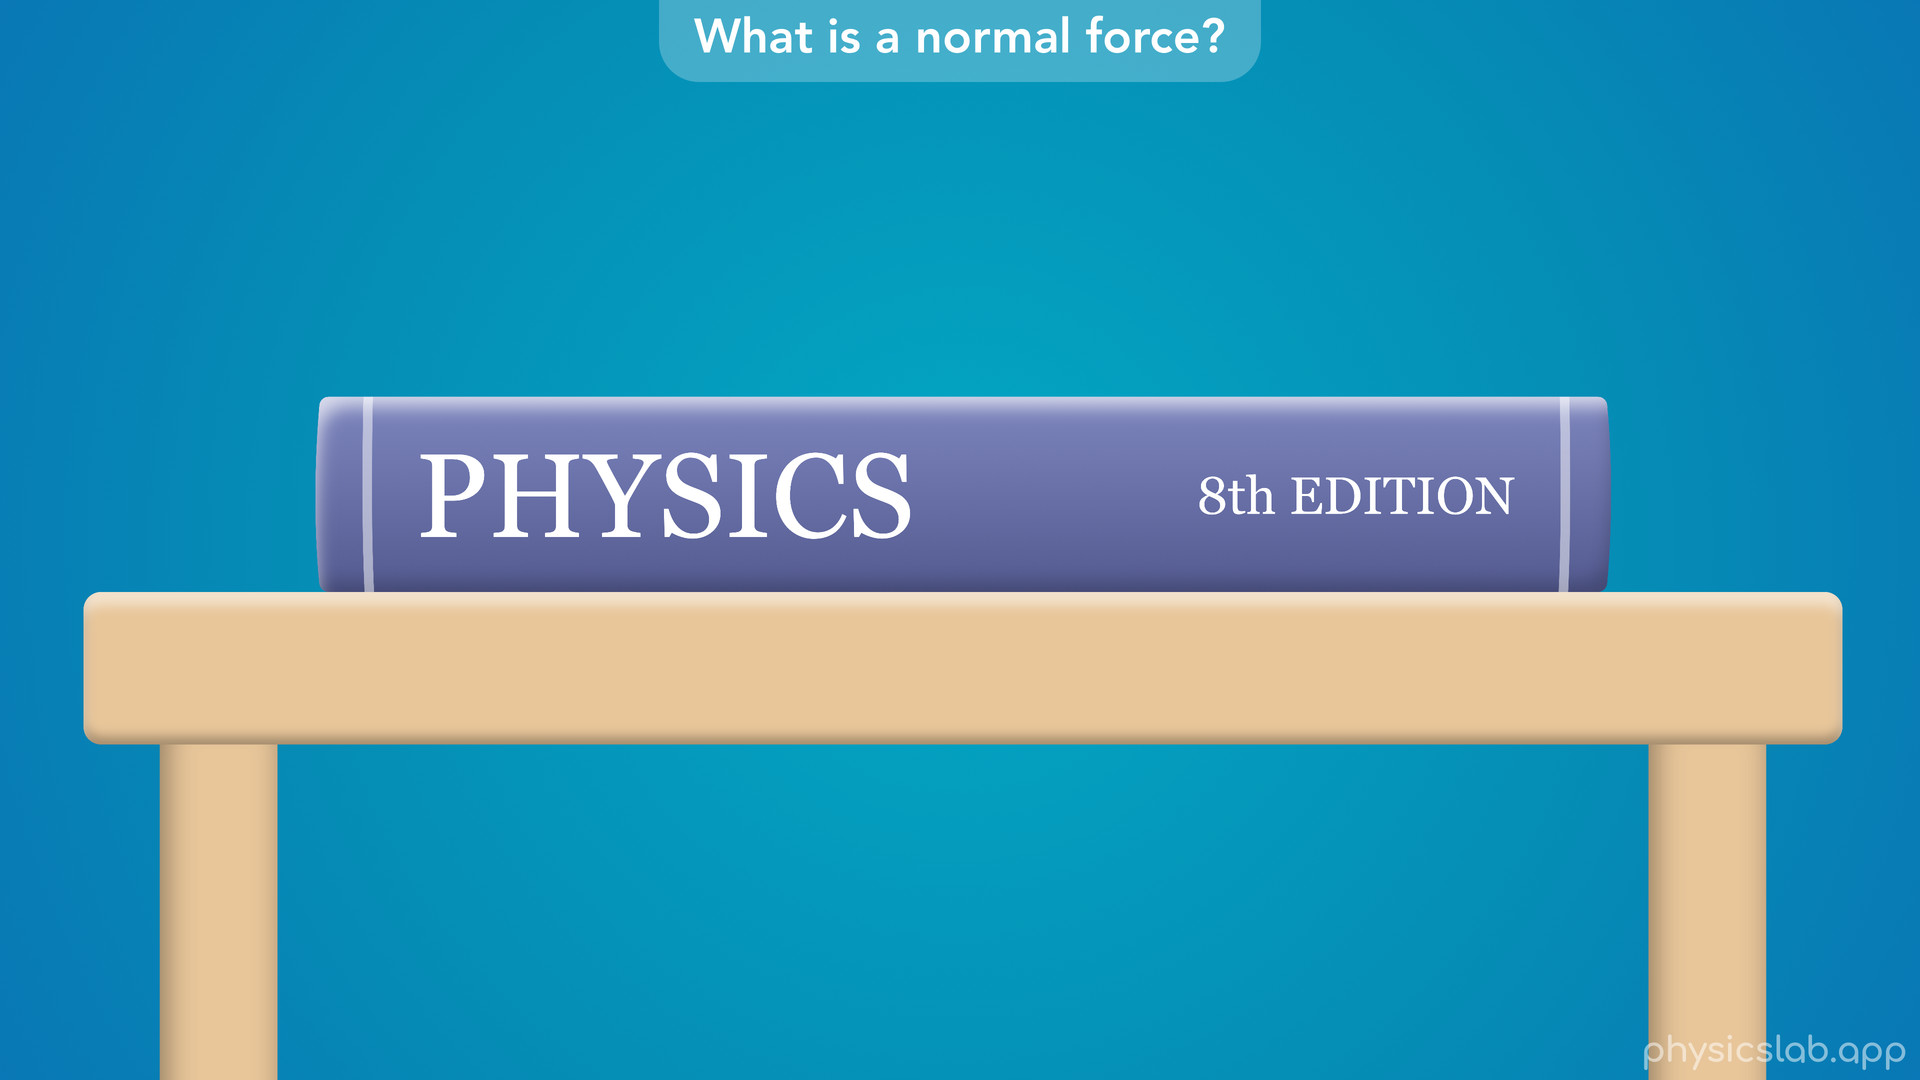 What is a normal force?
PHYSICS 8th EDITION
physicslab.app